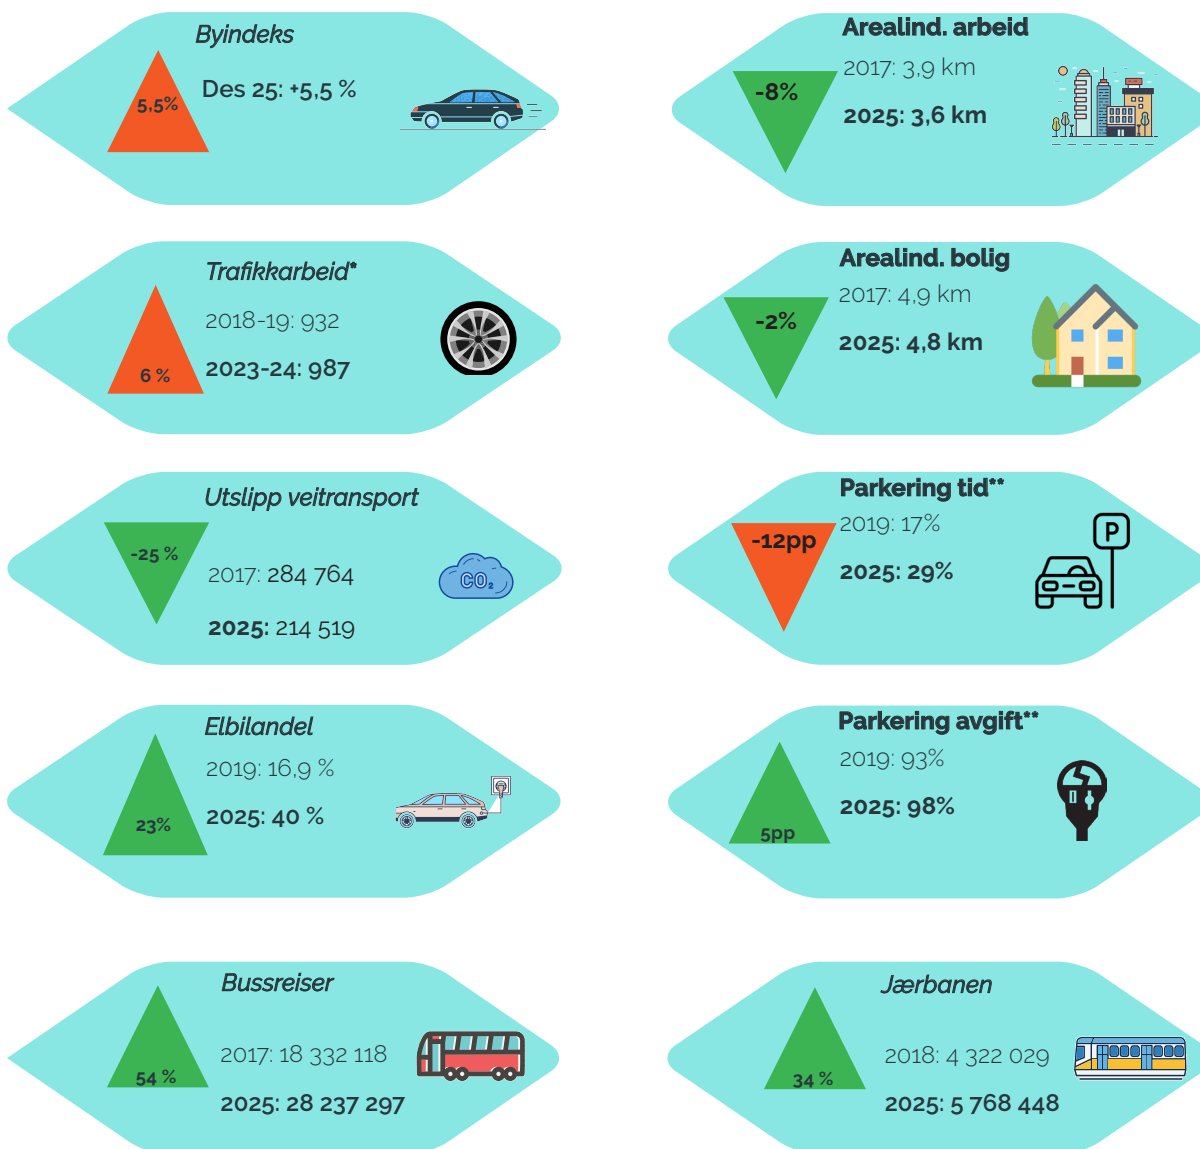 Byindeks
5,5%
Des 25: +5,5 %
Arealind. arbeid
-8%
2017: 3,9 km
2025: 3,6 km
Trafikkarbeid*
2018-19: 932
6 %
2023-24: 987
Arealind. bolig
2017: 4,9 km
-2%
2025: 4,8 km
Utslipp veitransport
-25 %
2017: 284 764
2025: 214 519
CO₂
Parkering tid**
2019: 17%
-12pp
2025: 29%
P
Elbilandel
2019: 16,9 %
23%
2025: 40 %
Parkering avgift**
2019: 93%
2025: 98%
5pp
Bussreiser
2017: 18 332 118
54 %
2025: 28 237 297
Jærbanen
2018: 4 322 029
34 %
2025: 5 768 448